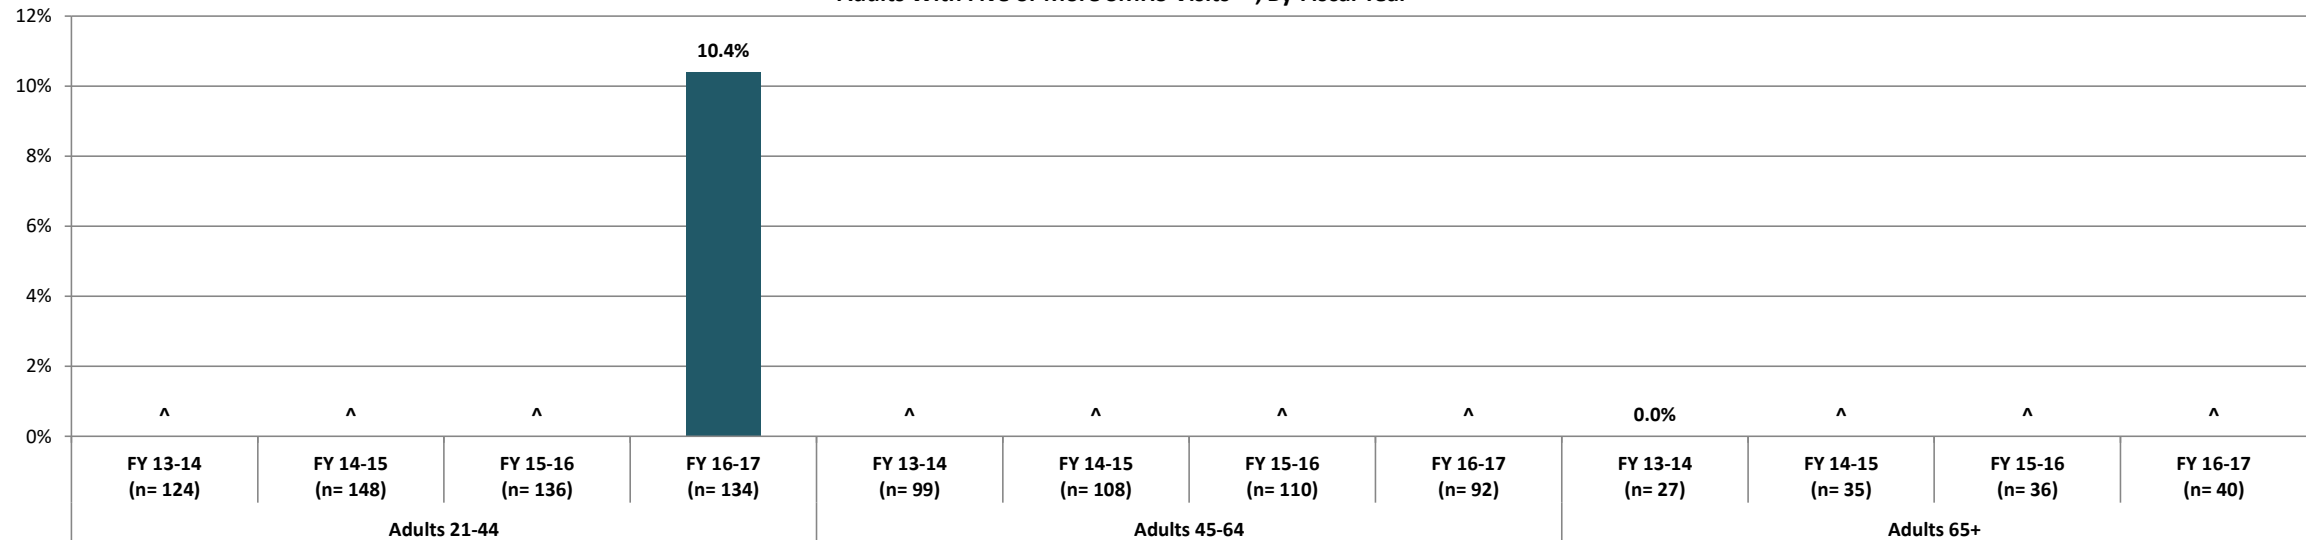 12%
10%
8%
6%
4%
2%
0%
^
^
^
10.4%
^
^
^
^
0.0%
^
^
^
FY 13-14
(n= 124)
FY 14-15
(n= 148)
FY 15-16
(n= 136)
FY 16-17
(n= 134)
FY 13-14
(n= 99)
FY 14-15
(n= 108)
FY 15-16
(n= 110)
FY 16-17
(n= 92)
FY 13-14
(n= 27)
FY 14-15
(n= 35)
FY 15-16
(n= 36)
FY 16-17
(n= 40)
Adults 21-44
Adults 45-64
Adults 65+